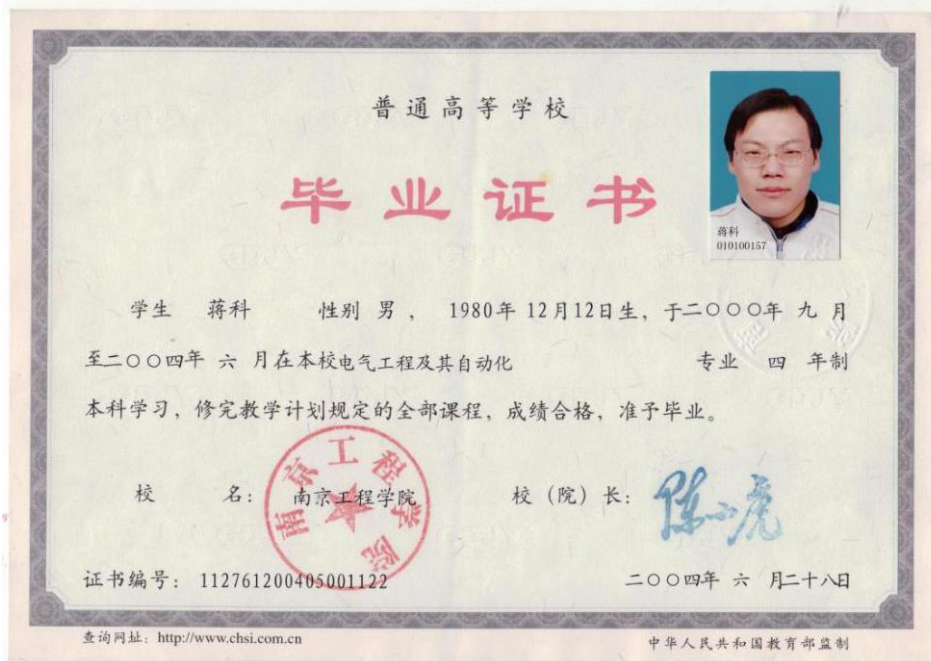 普通高等学校
毕业证书
蒋科
010100157
学生 蒋科 性别 男， 1980年 12月12日生，于二〇〇〇年 九 月
至二〇〇四年 六 月在本校电气工程及其自动化 专业 四 年制
本科学习，修完教学计划规定的全部课程，成绩合格，准予毕业。
校 名： 南京工程学院 校（院）长： 陈小虎
南京工程学院
证书编号： 112761200405001122 二〇〇四年 六 月二十八日
查询网址：http://www.chsi.com.cn 中华人民共和国教育部监制